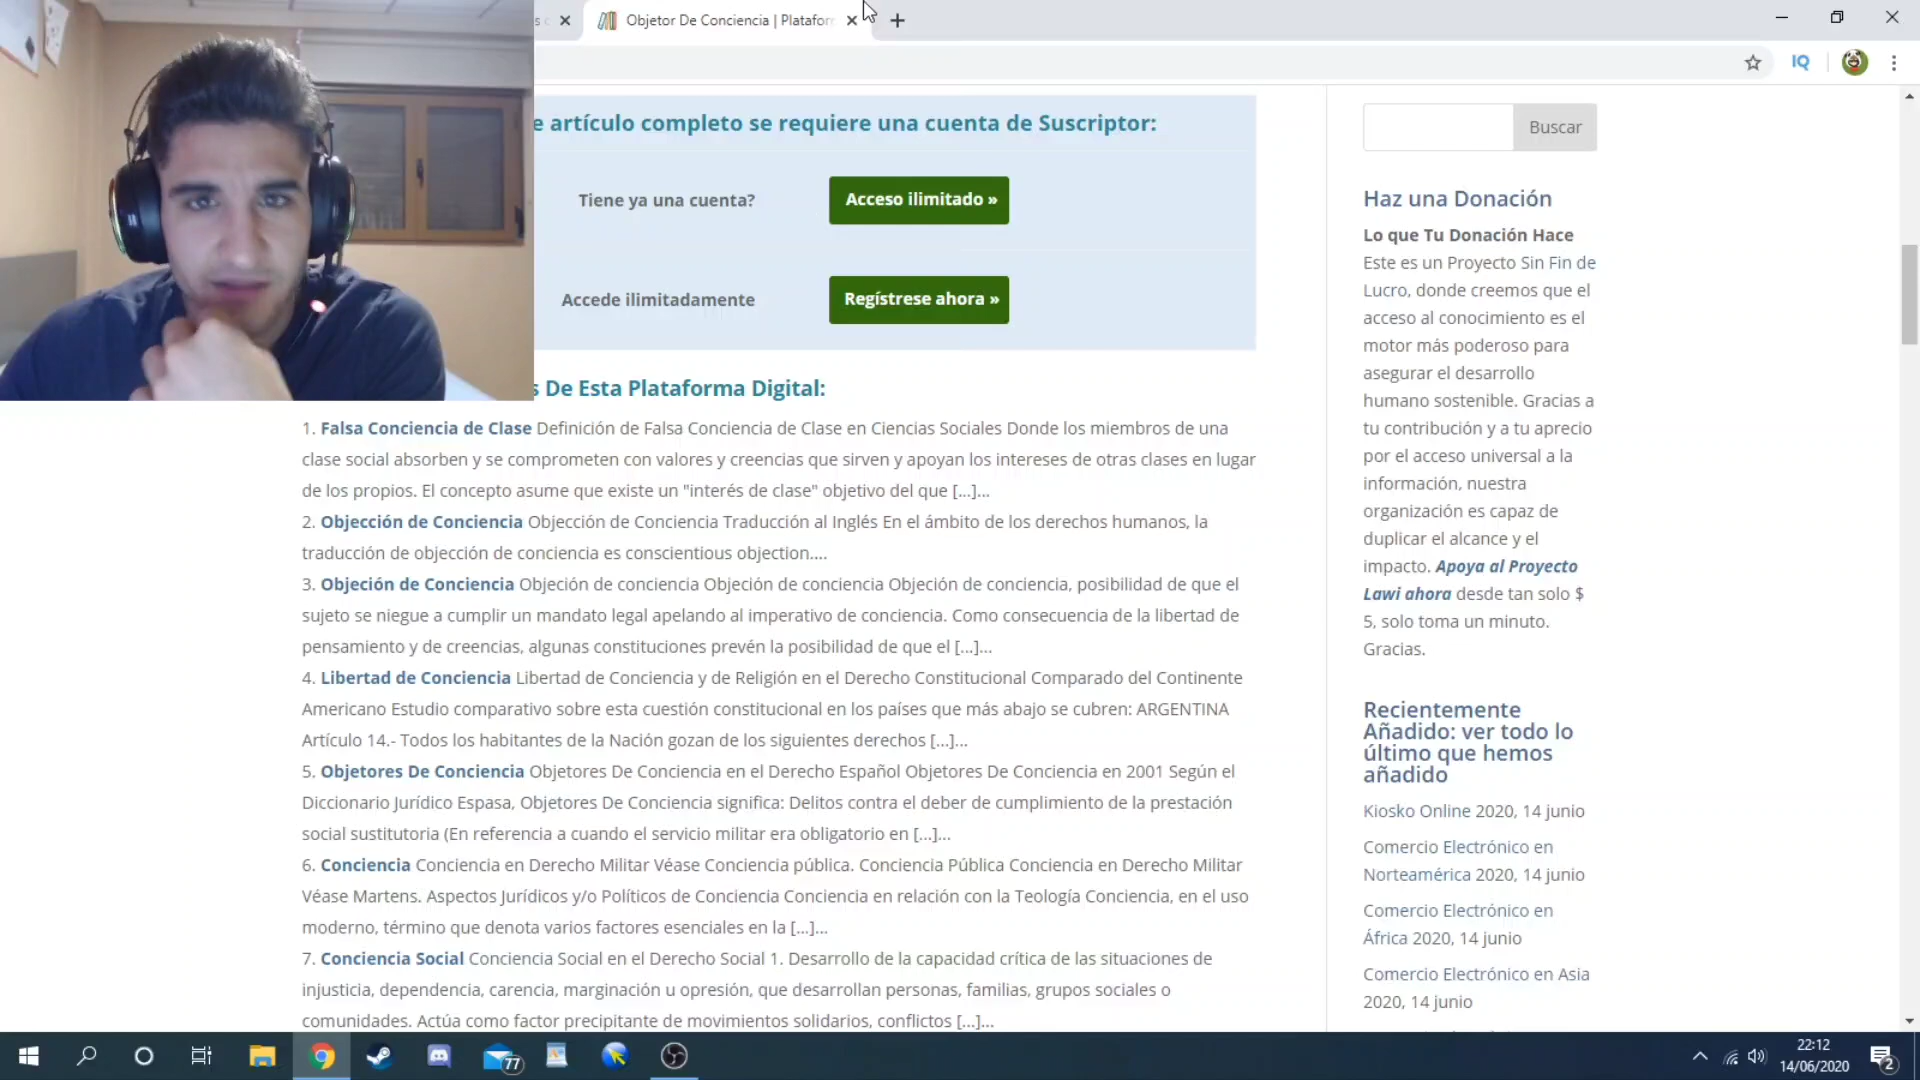 Objetor De Conciencia | Platafor
IQ
e artículo completo se requiere una cuenta de Suscriptor:
Tiene ya una cuenta?
Acceso ilimitado »
Accede ilimitadamente
Regístrese ahora »
s De Esta Plataforma Digital:
1. Falsa Conciencia de Clase Definición de Falsa Conciencia de Clase en Ciencias Sociales Donde los miembros de una
clase social absorben y se comprometen con valores y creencias que sirven y apoyan los intereses de otras clases en lugar
de los propios. El concepto asume que existe un "interés de clase" objetivo del que [...]...
2. Objección de Conciencia Objección de Conciencia Traducción al Inglés En el ámbito de los derechos humanos, la
traducción de objección de conciencia es conscientious objection....
3. Objeción de Conciencia Objeción de conciencia Objeción de conciencia Objeción de conciencia, posibilidad de que el
sujeto se niegue a cumplir un mandato legal apelando al imperativo de conciencia. Como consecuencia de la libertad de
pensamiento y de creencias, algunas constituciones prevén la posibilidad de que el [...]...
4. Libertad de Conciencia Libertad de Conciencia y de Religión en el Derecho Constitucional Comparado del Continente
Americano Estudio comparativo sobre esta cuestión constitucional en los países que más abajo se cubren: ARGENTINA
Artículo 14.- Todos los habitantes de la Nación gozan de los siguientes derechos [...]...
5. Objetores De Conciencia Objetores De Conciencia en el Derecho Español Objetores De Conciencia en 2001 Según el
Diccionario Jurídico Espasa, Objetores De Conciencia significa: Delitos contra el deber de cumplimiento de la prestación
social sustitutoria (En referencia a cuando el servicio militar era obligatorio en [...]...
6. Conciencia Conciencia en Derecho Militar Véase Conciencia pública. Conciencia Pública Conciencia en Derecho Militar
Véase Martens. Aspectos Jurídicos y/o Políticos de Conciencia Conciencia en relación con la Teología Conciencia, en el uso
moderno, término que denota varios factores esenciales en la [...]...
7. Conciencia Social Conciencia Social en el Derecho Social 1. Desarrollo de la capacidad crítica de las situaciones de
injusticia, dependencia, carencia, marginación u opresión, que desarrollan personas, familias, grupos sociales o
comunidades. Actúa como factor precipitante de movimientos solidarios, conflictos [...]...
Buscar
Haz una Donación
Lo que Tu Donación Hace
Este es un Proyecto Sin Fin de
Lucro, donde creemos que el
acceso al conocimiento es el
motor más poderoso para
asegurar el desarrollo
humano sostenible. Gracias a
tu contribución y a tu aprecio
por el acceso universal a la
información, nuestra
organización es capaz de
duplicar el alcance y el
impacto. Apoya al Proyecto
Lawi ahora desde tan solo $
5, solo toma un minuto.
Gracias.
Recientemente
Añadido: ver todo lo
último que hemos
añadido
Kiosko Online 2020, 14 junio
Comercio Electrónico en
Norteamérica 2020, 14 junio
Comercio Electrónico en
África 2020, 14 junio
Comercio Electrónico en Asia
2020, 14 junio
77
22:12
14/06/2020
2